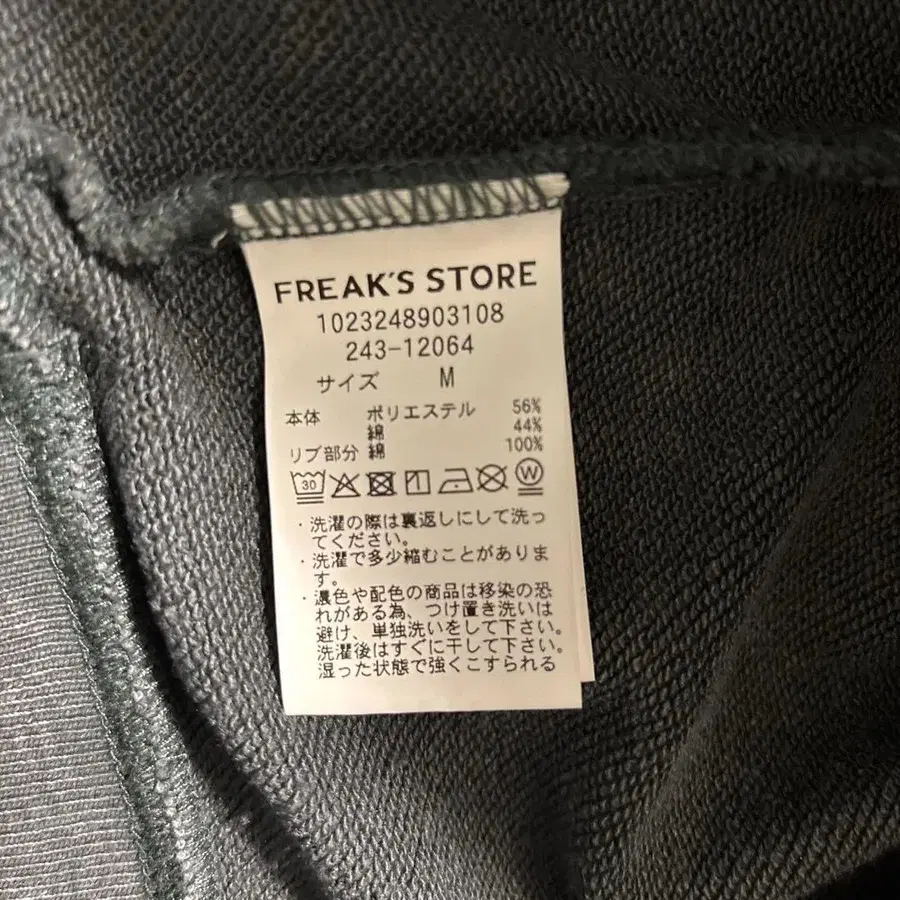 FREAK'S STORE
1023248903108
243-12064
サイズ M
本体 ポリエステル 56%
綿 44%
リブ部分 綿 100%
30 W
・洗濯の際は裏返しにして洗っ
てください。
・洗濯で多少縮むことがありま
す。
・濃色や配色の商品は移染の恐
れがある為、つけ置き洗いは
避け、単独洗いをして下さい。
洗濯後はすぐに干して下さい。
湿った状態で強くこすられる